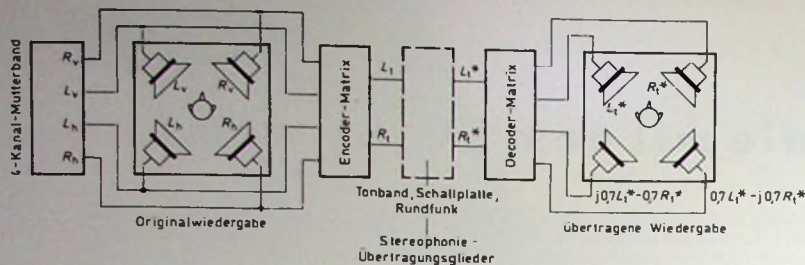 4-Kanal-Mutterband
R_v
L_v
L_h
R_h
L_v
R_v
L_h
R_h
Originalwiedergabe
Encoder-Matrix
L_t
R_t
Tonband, Schallplatte,
Rundfunk
Stereophonie-
Übertragungsglieder
L_t*
R_t*
Decoder-Matrix
L_t*
R_t*
j0,7L_t*-0,7R_t*
0,7L_t*-j0,7R_t*
übertragene Wiedergabe